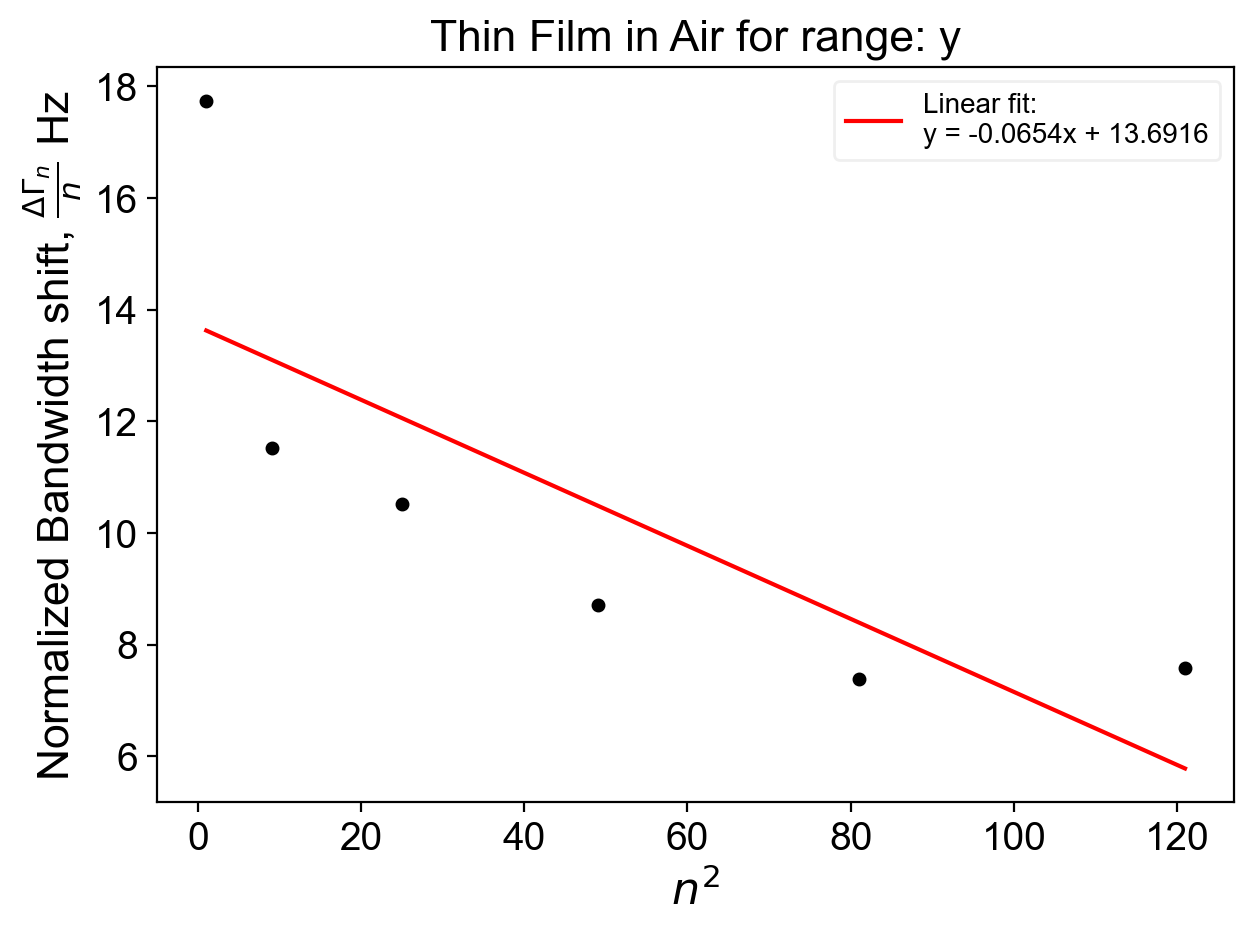 Thin Film in Air for range: y
Normalized Bandwidth shift, ΔΓn/n Hz
18
16
14
12
10
8
6
Linear fit:
y = -0.0654x + 13.6916
0 20 40 60 80 100 120
n²